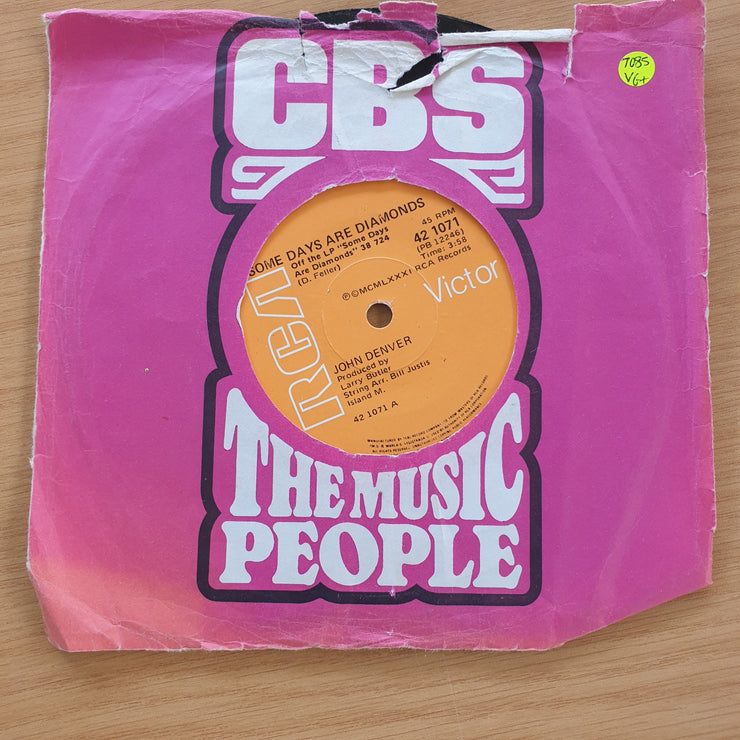 CBS
7035
VG+
SOME DAYS ARE DIAMONDS
Off the LP "Some Days
Are Diamonds" 38 724
(D. Feller)
45 RPM
42 1071
(PB 12246)
Time: 3:58
℗©MCMLXXXI RCA Records
RCA
Victor
JOHN DENVER
Produced by
Larry Butler
String Arr. Bill Justis
Island M.
42 1071 A
THE MUSIC
PEOPLE